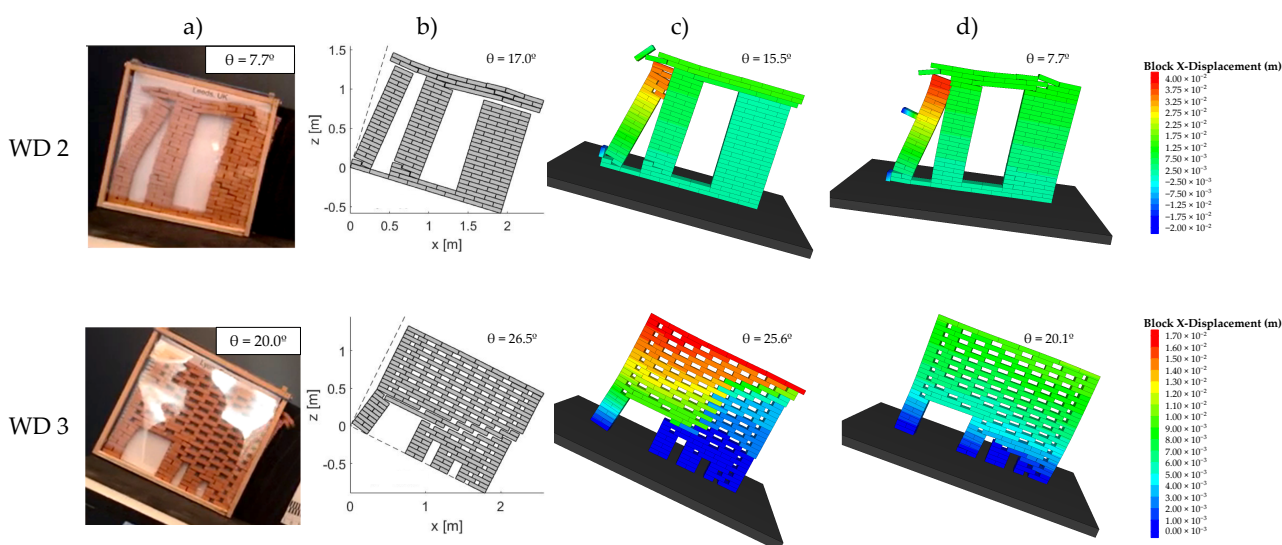 a)
b)
c)
d)
WD 2
θ = 7.7º
Leeds, UK
θ = 17.0º
1.5
1
0.5
0
-0.5
z [m]
0
0.5
1
1.5
2
x [m]
θ = 15.5º
θ = 7.7º
Block X-Displacement (m)
4.00 × 10⁻²
3.75 × 10⁻²
3.25 × 10⁻²
2.75 × 10⁻²
2.25 × 10⁻²
1.75 × 10⁻²
1.25 × 10⁻²
7.50 × 10⁻³
2.50 × 10⁻³
−2.50 × 10⁻³
−7.50 × 10⁻³
−1.25 × 10⁻²
−1.75 × 10⁻²
−2.00 × 10⁻²
WD 3
θ = 20.0º
θ = 26.5º
1
0.5
0
-0.5
z [m]
0
1
2
x [m]
θ = 25.6º
θ = 20.1º
Block X-Displacement (m)
1.70 × 10⁻²
1.60 × 10⁻²
1.50 × 10⁻²
1.40 × 10⁻²
1.30 × 10⁻²
1.20 × 10⁻²
1.10 × 10⁻²
1.00 × 10⁻²
9.00 × 10⁻³
8.00 × 10⁻³
7.00 × 10⁻³
6.00 × 10⁻³
5.00 × 10⁻³
4.00 × 10⁻³
3.00 × 10⁻³
2.00 × 10⁻³
1.00 × 10⁻³
0.00 × 10⁻³